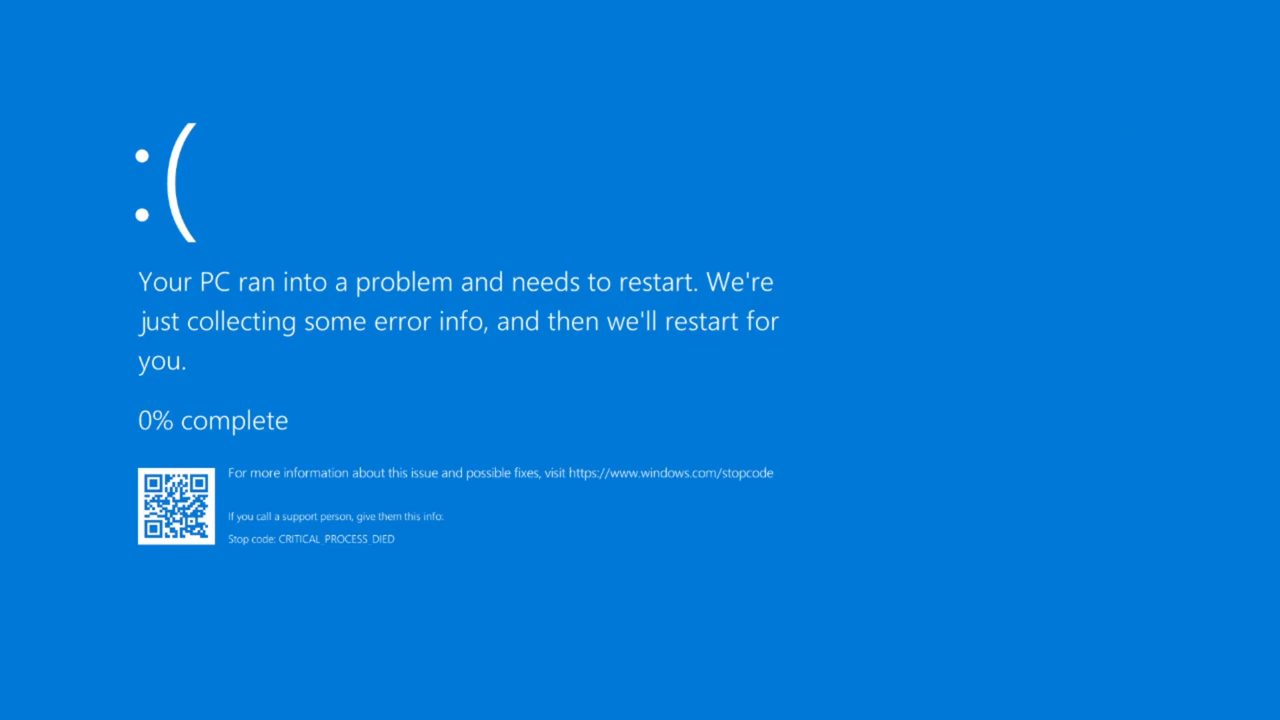 :(
Your PC ran into a problem and needs to restart. We're
just collecting some error info, and then we'll restart for
you.
0% complete
For more information about this issue and possible fixes, visit https://www.windows.com/stopcode
If you call a support person, give them this info:
Stop code: CRITICAL_PROCESS_DIED